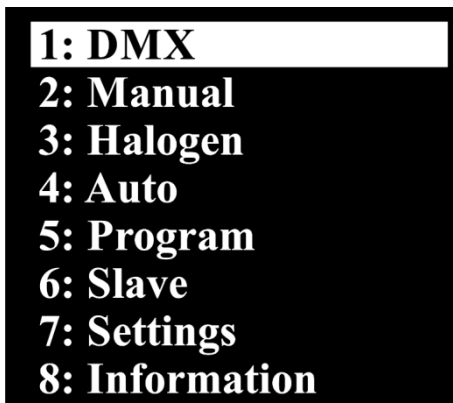 1: DMX
2: Manual
3: Halogen
4: Auto
5: Program
6: Slave
7: Settings
8: Information